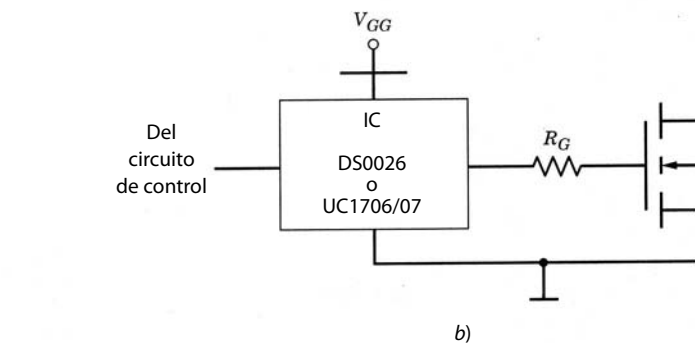 V_GG
Del
circuito
de control
IC
DS0026
o
UC1706/07
R_G
b)